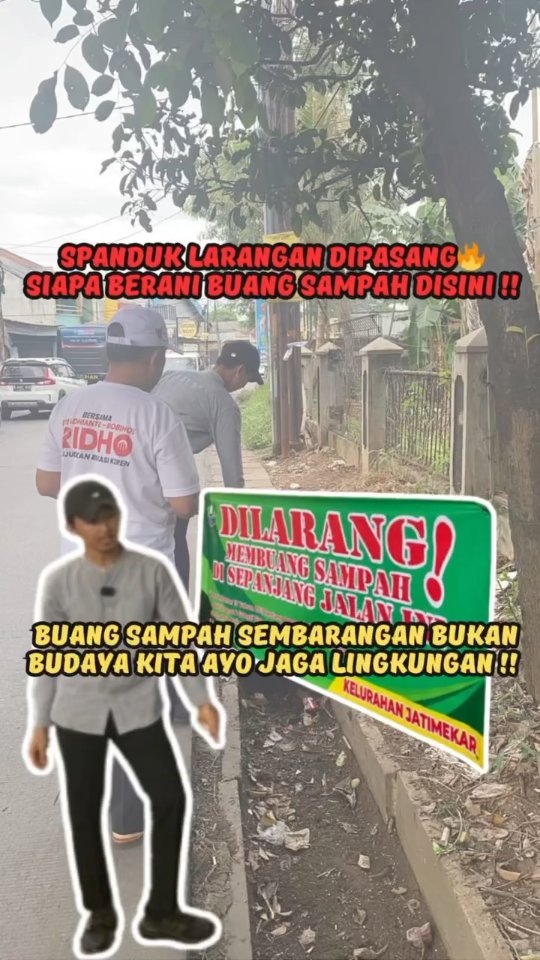 SPANDUK LARANGAN DIPASANG🔥
SIAPA BERANI BUANG SAMPAH DISINI !!
BERSAMA
RIDHO
DILARANG!
MEMBUANG SAMPAH
DI SEPANJANG JALAN INI
BUANG SAMPAH SEMBARANGAN BUKAN
BUDAYA KITA AYO JAGA LINGKUNGAN !!
KELURAHAN JATIMEKAR